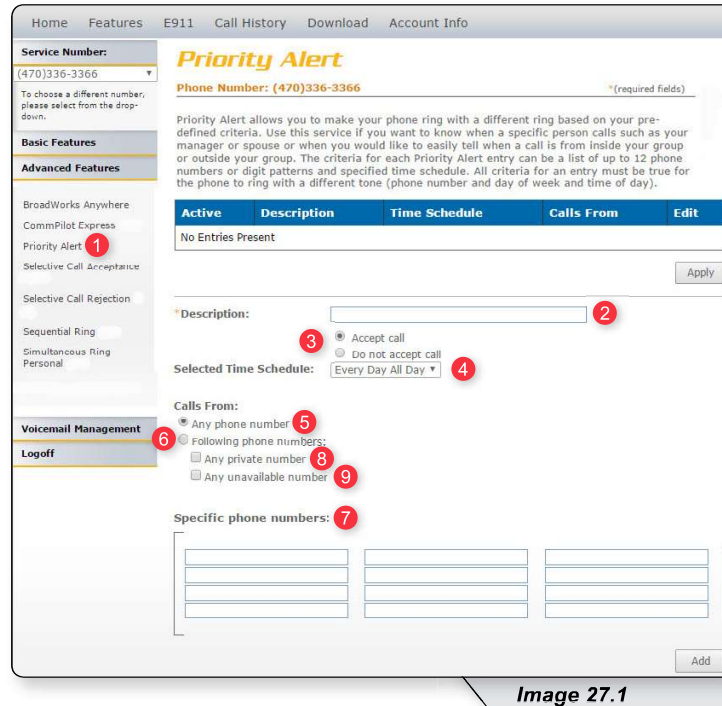 Home Features E911 Call History Download Account Info
Service Number:
(470)336-3366
To choose a different number,
please select from the drop-
down.
Basic Features
Advanced Features
BroadWorks Anywhere
CommPilot Express
Priority Alert 1
Selective Call Acceptance
Selective Call Rejection
Sequential Ring
Simultaneous Ring
Personal
Voicemail Management
Logoff
Priority Alert
Phone Number: (470)336-3366 *(required fields)
Priority Alert allows you to make your phone ring with a different ring based on your pre-
defined criteria. Use this service if you want to know when a specific person calls such as your
manager or spouse or when you would like to easily tell when a call is from inside your group
or outside your group. The criteria for each Priority Alert entry can be a list of up to 12 phone
numbers or digit patterns and specified time schedule. All criteria for an entry must be true for
the phone to ring with a different tone (phone number and day of week and time of day).
Active Description Time Schedule Calls From Edit
No Entries Present
Apply
*Description: 2
3 Accept call
Do not accept call
Selected Time Schedule: Every Day All Day 4
Calls From:
Any phone number 5
6 Following phone numbers:
Any private number 8
Any unavailable number 9
Specific phone numbers: 7
Add
Image 27.1